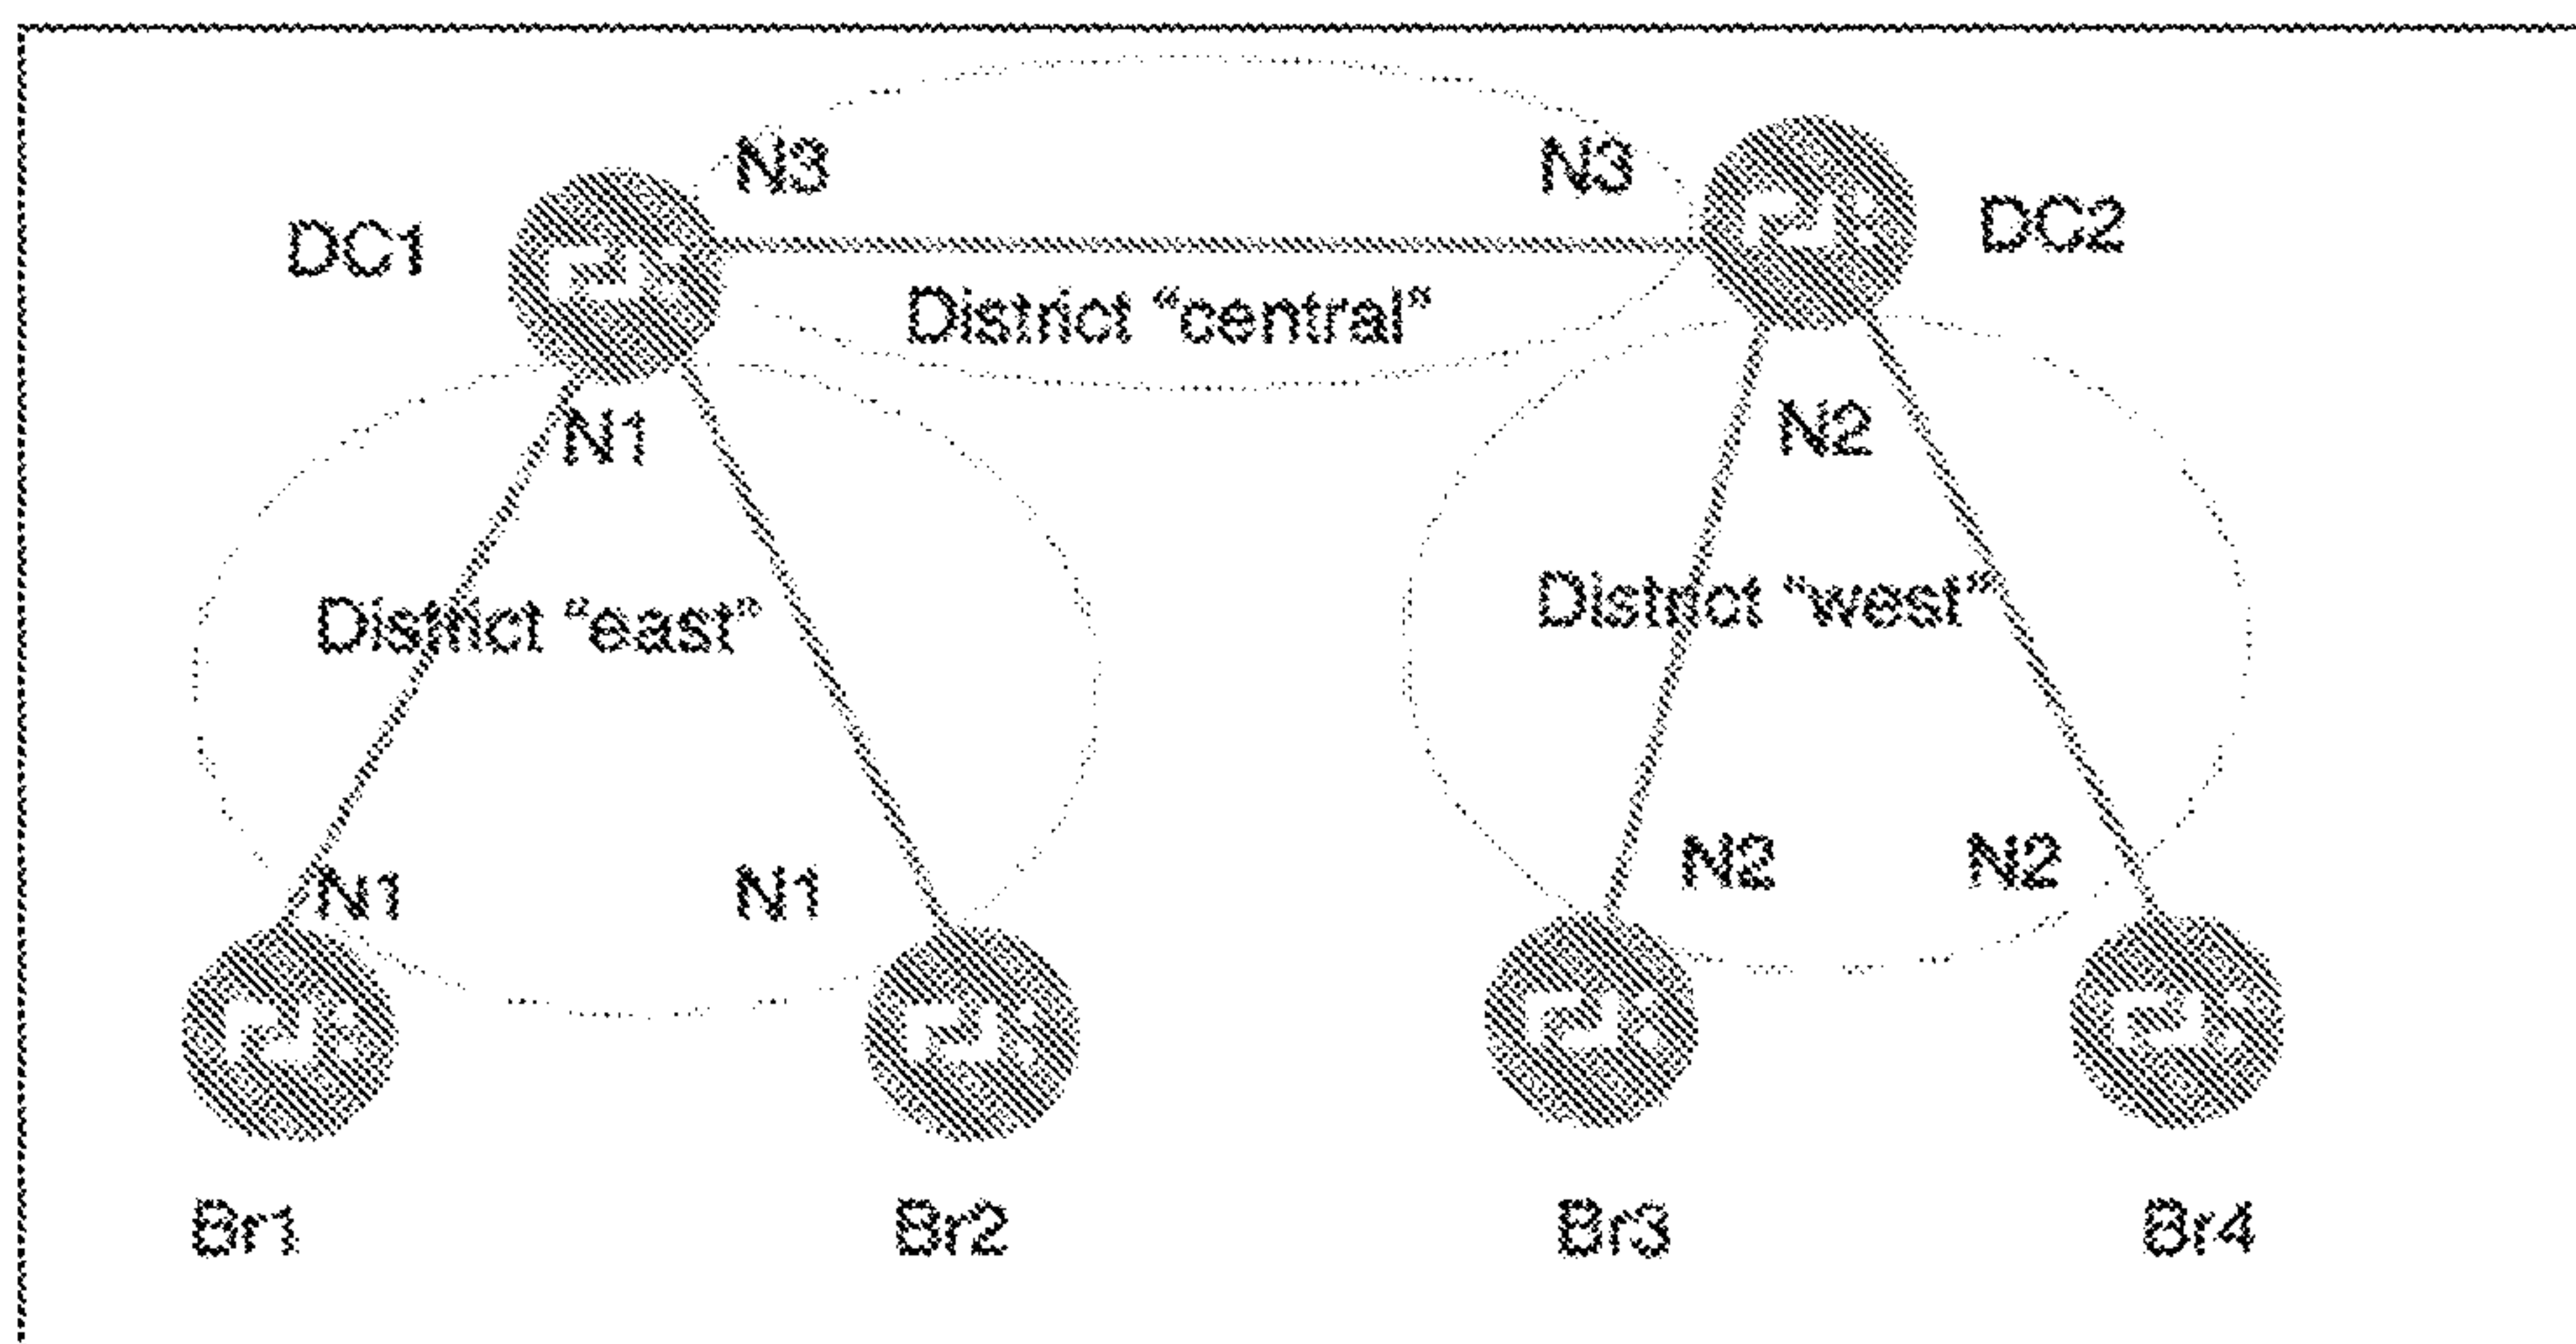 N3 N3
DC1 DC2
District “central”
N1 N2
District “east” District “west”
N1 N1 N2 N2
Br1 Br2 Br3 Br4